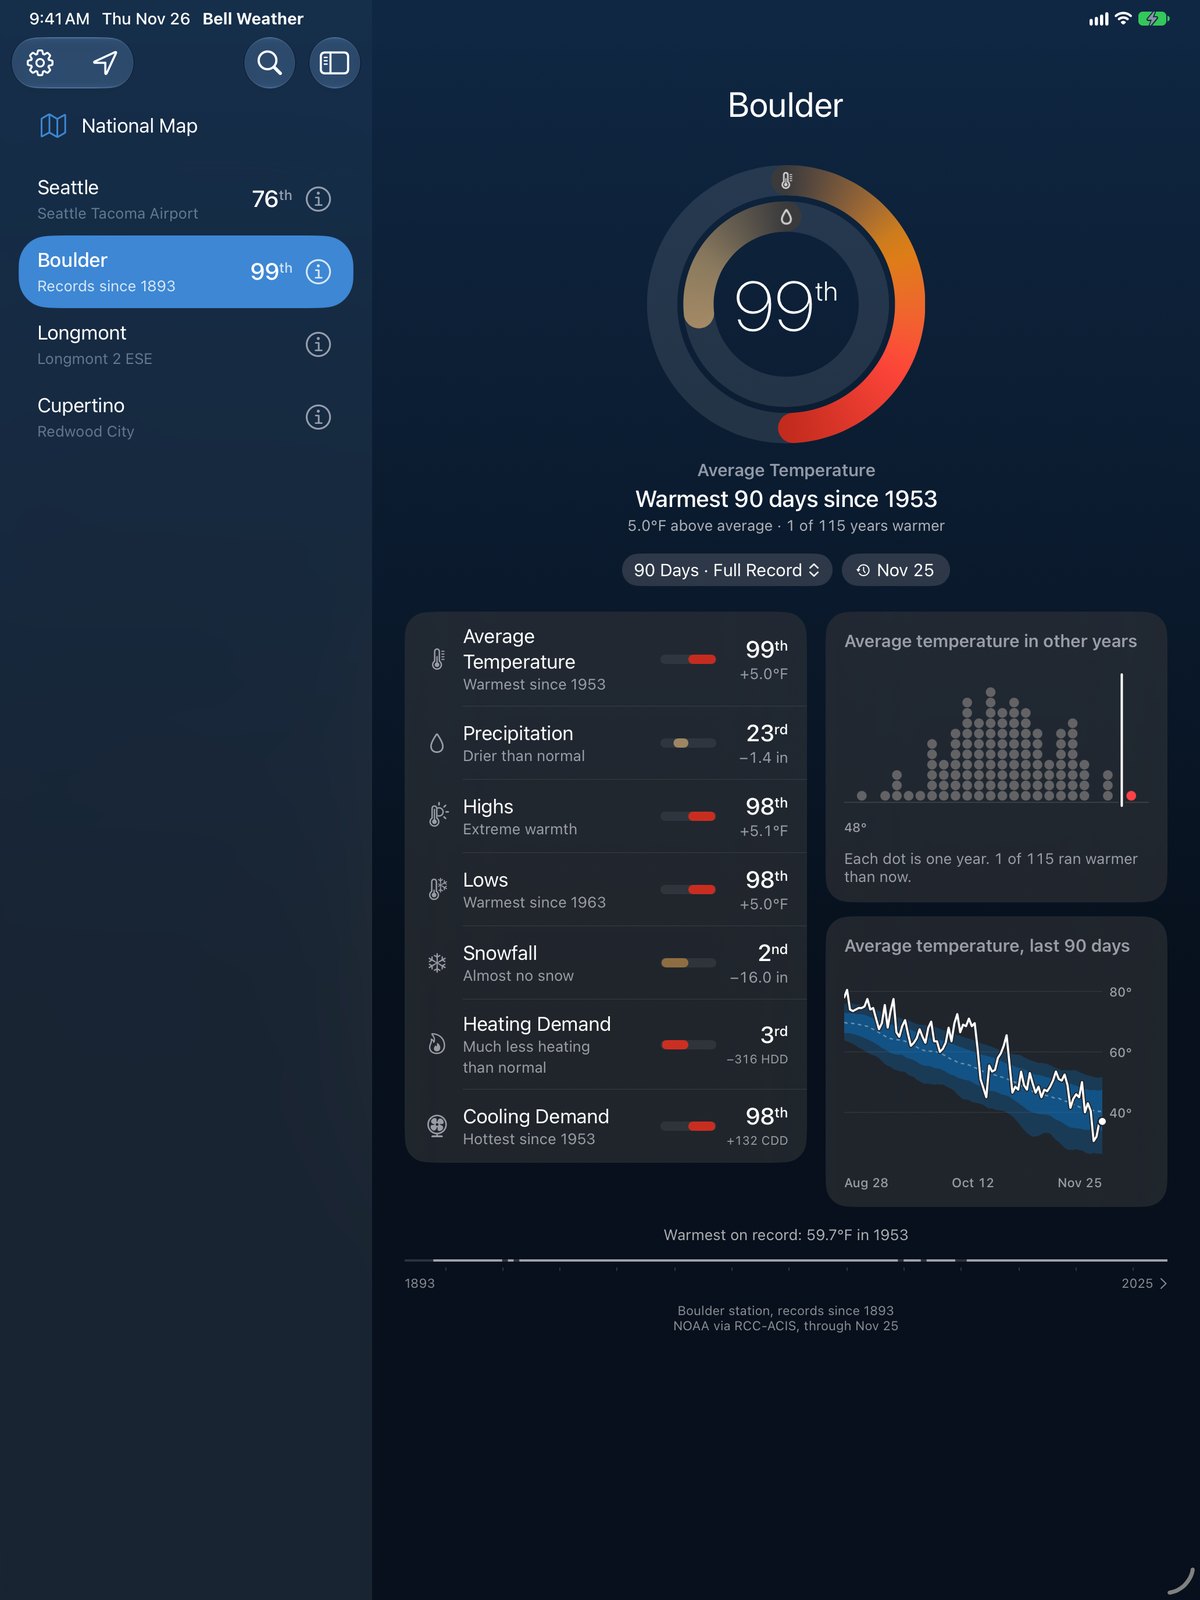 9:41 AM Thu Nov 26 Bell Weather
National Map
Seattle
Seattle Tacoma Airport
76th
Boulder
Records since 1893
99th
Longmont
Longmont 2 ESE
Cupertino
Redwood City
Boulder
99th
Average Temperature
Warmest 90 days since 1953
5.0°F above average · 1 of 115 years warmer
90 Days · Full Record
Nov 25
Average
Temperature
Warmest since 1953
99th
+5.0°F
Precipitation
Drier than normal
23rd
−1.4 in
Highs
Extreme warmth
98th
+5.1°F
Lows
Warmest since 1963
98th
+5.0°F
Snowfall
Almost no snow
2nd
−16.0 in
Heating Demand
Much less heating
than normal
3rd
−316 HDD
Cooling Demand
Hottest since 1953
98th
+132 CDD
Average temperature in other years
48°
Each dot is one year. 1 of 115 ran warmer
than now.
Average temperature, last 90 days
80°
60°
40°
Aug 28 Oct 12 Nov 25
Warmest on record: 59.7°F in 1953
1893 2025
Boulder station, records since 1893
NOAA via RCC-ACIS, through Nov 25